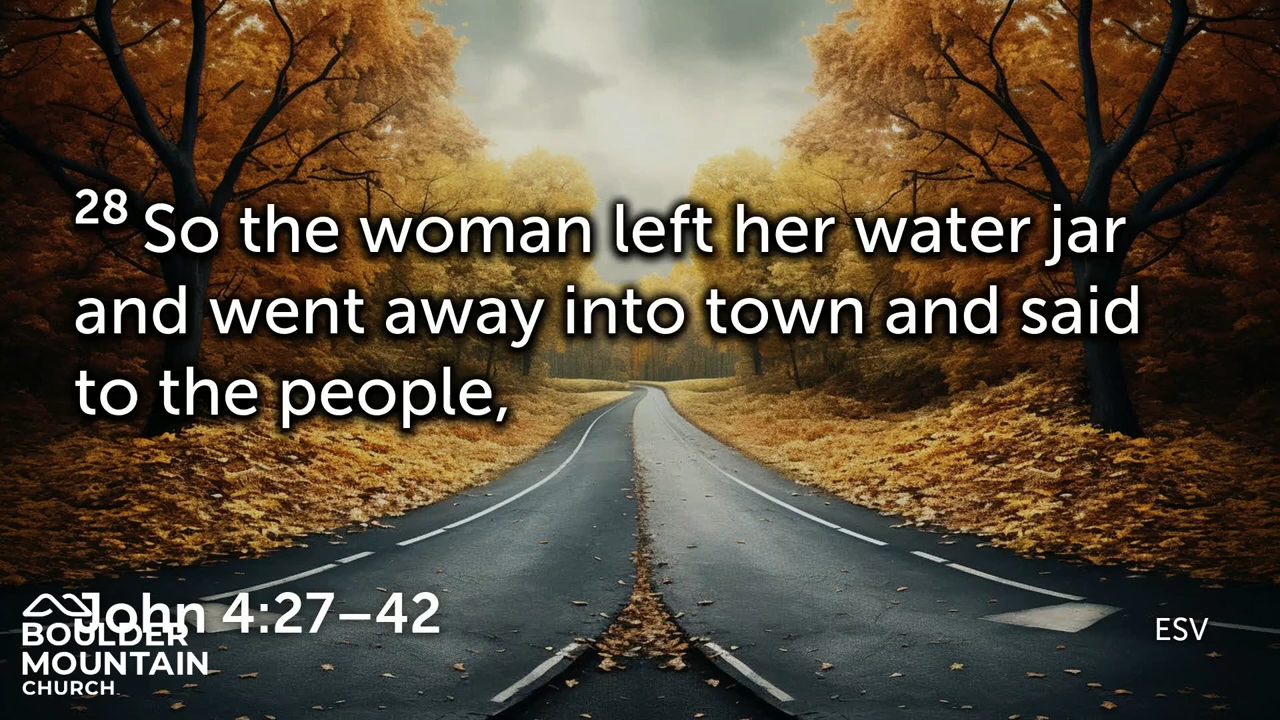 28 So the woman left her water jar
and went away into town and said
to the people,
John 4:27–42
BOULDER
MOUNTAIN
CHURCH
ESV